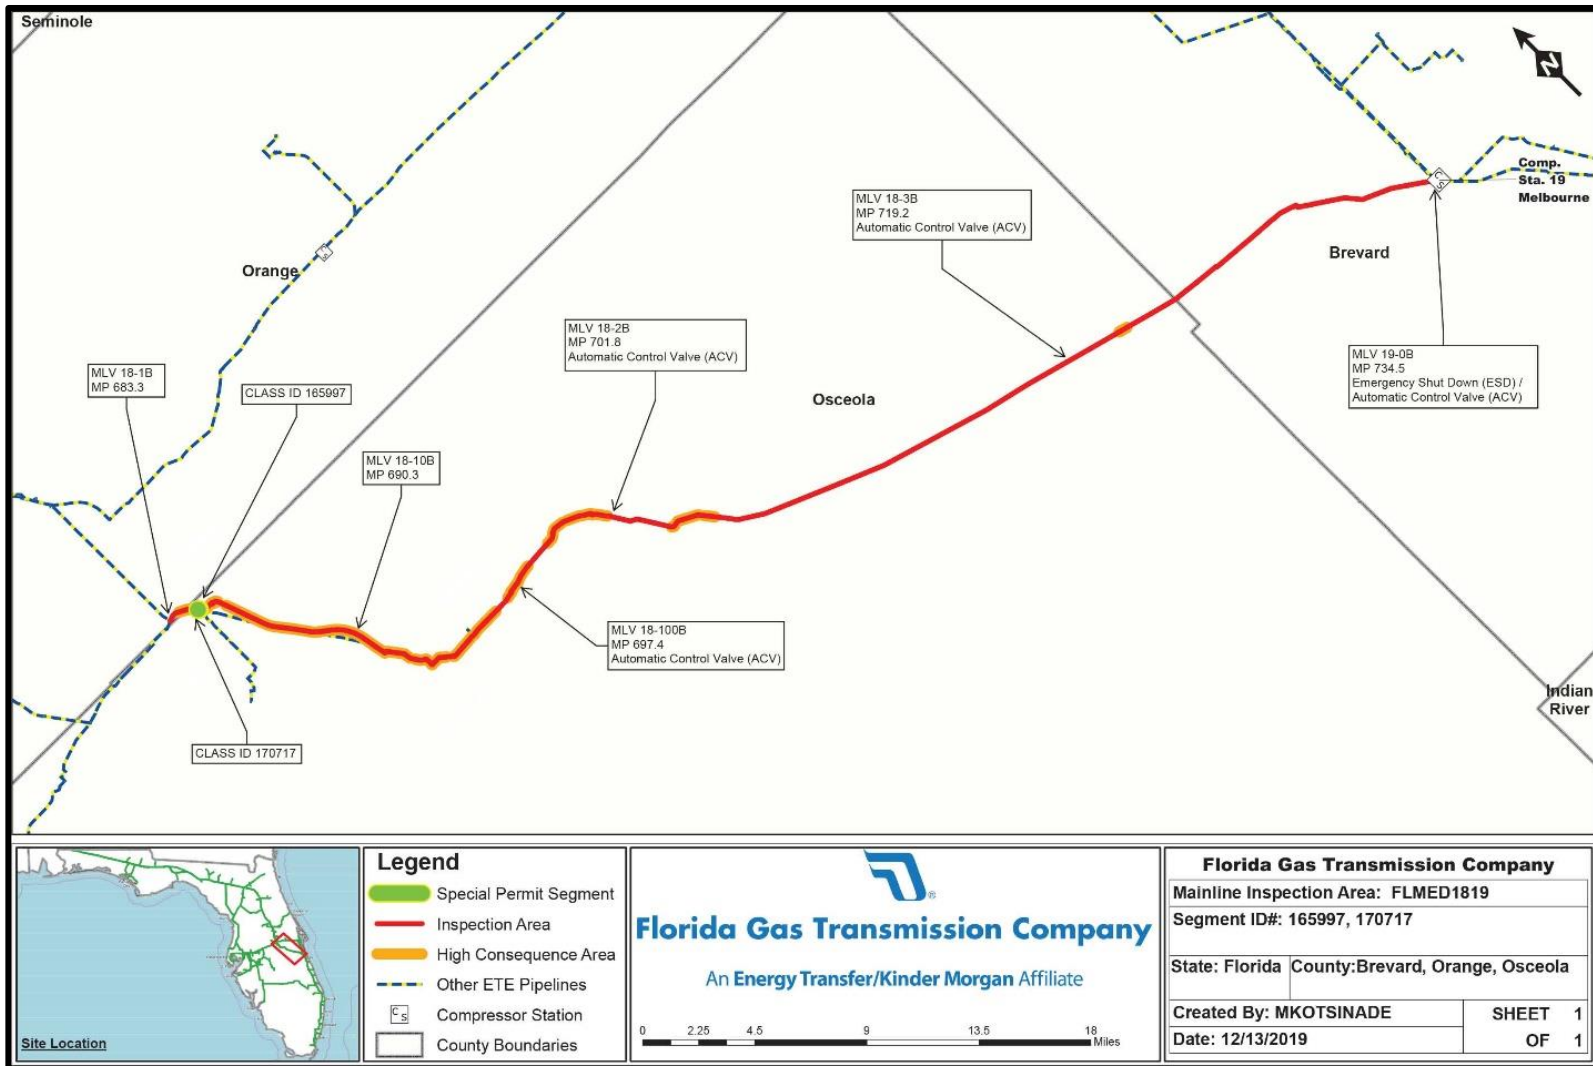 Seminole
N
Comp.
Sta. 19
Melbourne
MLV 18-3B
MP 719.2
Automatic Control Valve (ACV)
Orange
Brevard
MLV 18-2B
MP 701.8
Automatic Control Valve (ACV)
MLV 19-0B
MP 734.5
Emergency Shut Down (ESD) /
Automatic Control Valve (ACV)
MLV 18-1B
MP 683.3
CLASS ID 165997
Osceola
MLV 18-10B
MP 690.3
MLV 18-100B
MP 697.4
Automatic Control Valve (ACV)
Indian
River
CLASS ID 170717
Site Location
Legend
Special Permit Segment
Inspection Area
High Consequence Area
Other ETE Pipelines
C S Compressor Station
County Boundaries
®
Florida Gas Transmission Company
An Energy Transfer/Kinder Morgan Affiliate
0 2.25 4.5 9 13.5 18
Miles
Florida Gas Transmission Company
Mainline Inspection Area: FLMED1819
Segment ID#: 165997, 170717
State: Florida County:Brevard, Orange, Osceola
Created By: MKOTSINADE SHEET 1
Date: 12/13/2019 OF 1